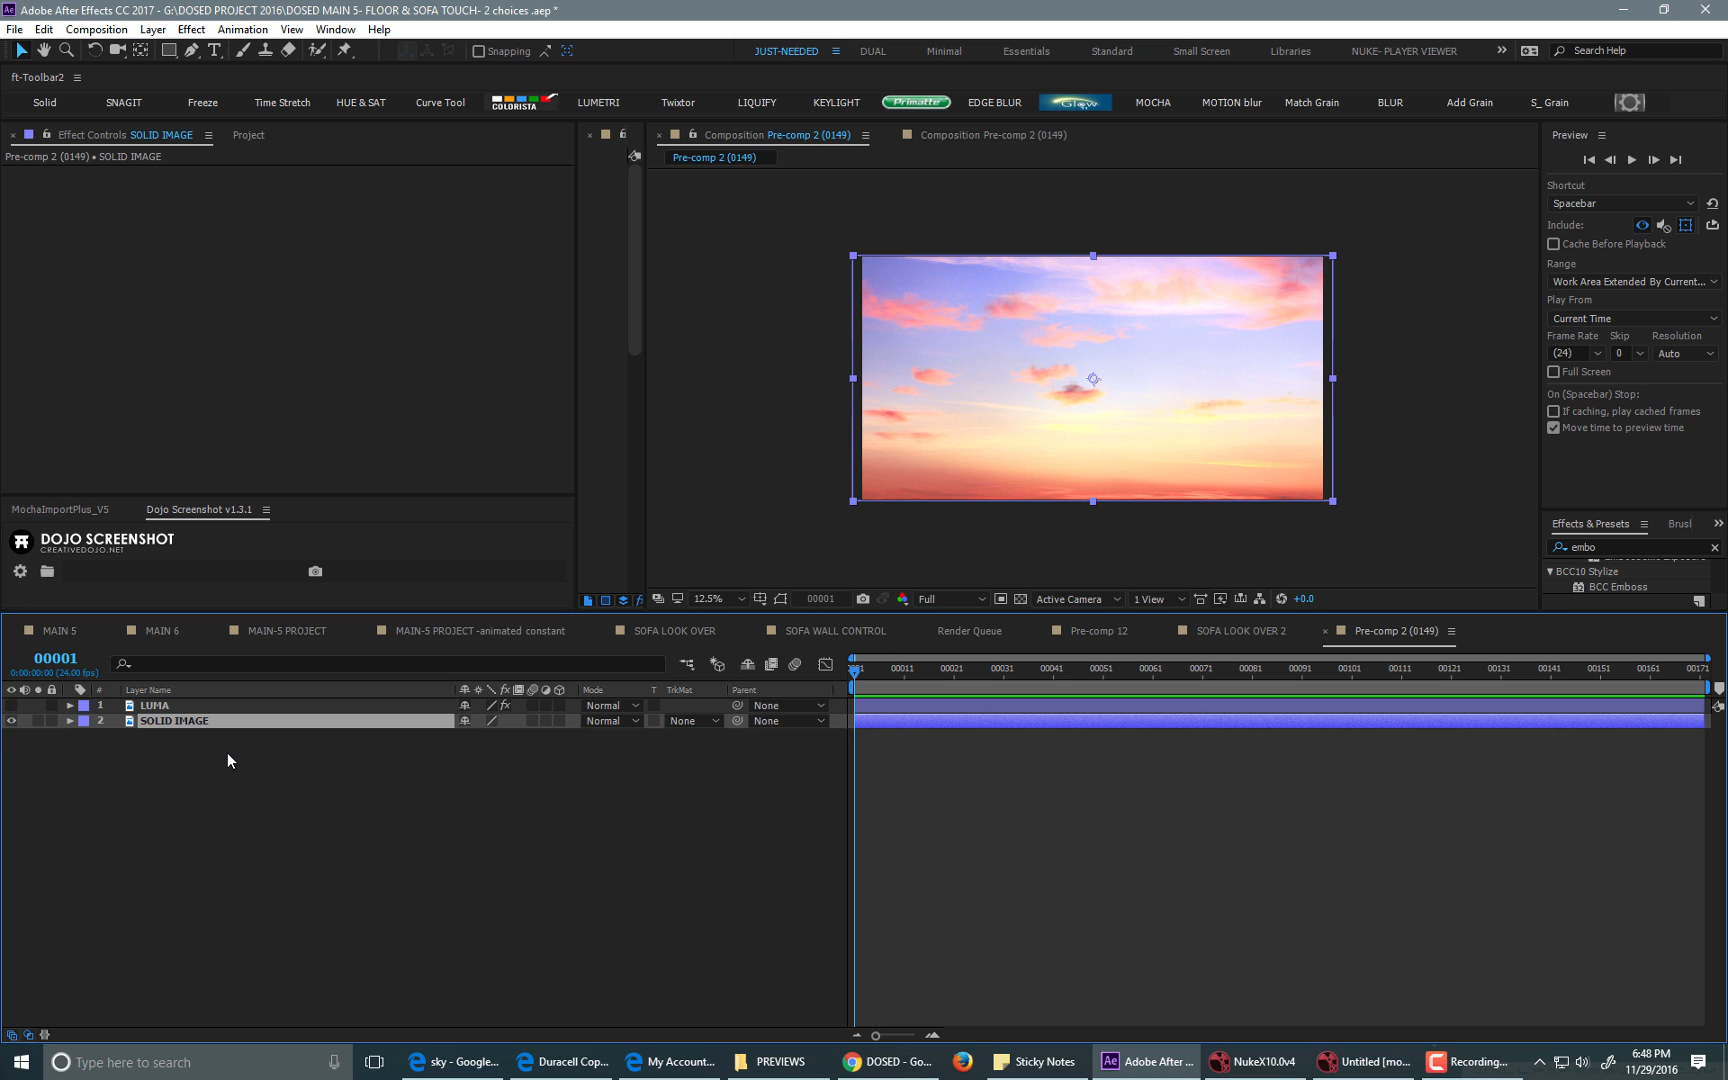 Adobe After Effects CC 2017 - G:\DOSED PROJECT 2016\DOSED MAIN 5- FLOOR & SOFA TOUCH- 2 choices .aep *
File Edit Composition Layer Effect Animation View Window Help
Snapping JUST-NEEDED DUAL Minimal Essentials Standard Small Screen Libraries NUKE- PLAYER VIEWER Search Help
ft-Toolbar2
Solid SNAGIT Freeze Time Stretch HUE & SAT Curve Tool COLORISTA LUMETRI Twixtor LIQUIFY KEYLIGHT Primatte EDGE BLUR Glow MOCHA MOTION blur Match Grain BLUR Add Grain S_ Grain
Effect Controls SOLID IMAGE Project Composition Pre-comp 2 (0149) Composition Pre-comp 2 (0149) Preview
Pre-comp 2 (0149) • SOLID IMAGE Pre-comp 2 (0149)
Shortcut
Spacebar
Include:
Cache Before Playback
Range
Work Area Extended By Current...
Play From
Current Time
Frame Rate Skip Resolution
(24) 0 Auto
Full Screen
On (Spacebar) Stop:
If caching, play cached frames
Move time to preview time
MochaImportPlus_V5 Dojo Screenshot v1.3.1
DOJO SCREENSHOT
CREATIVEDOJO.NET
Effects & Presets Brusl
embo
BCC10 Stylize
BCC Emboss
12.5% 00001 Full Active Camera 1 View +0.0
MAIN 5 MAIN 6 MAIN-5 PROJECT MAIN-5 PROJECT -animated constant SOFA LOOK OVER SOFA WALL CONTROL Render Queue Pre-comp 12 SOFA LOOK OVER 2 Pre-comp 2 (0149)
00001
0:00:00:00 (24.00 fps)
00011 00021 00031 00041 00051 00061 00071 00081 00091 00101 00111 00121 00131 00141 00151 00161 00171
# Layer Name Mode T TrkMat Parent
1 LUMA Normal None
2 SOLID IMAGE Normal None None
Type here to search sky - Google... Duracell Cop... My Account... PREVIEWS DOSED - Go... Sticky Notes Adobe After ... NukeX10.0v4 Untitled [mo... Recording... 6:48 PM
11/29/2016